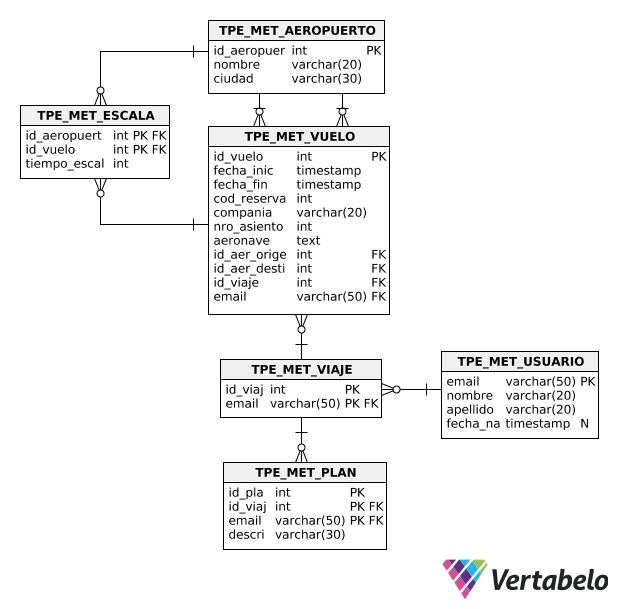 TPE_MET_AEROPUERTO
id_aeropuer int PK
nombre varchar(20)
ciudad varchar(30)
TPE_MET_ESCALA
id_aeropuert int PK FK
id_vuelo int PK FK
tiempo_escal int
TPE_MET_VUELO
id_vuelo int PK
fecha_inic timestamp
fecha_fin timestamp
cod_reserva int
compania varchar(20)
nro_asiento int
aeronave text
id_aer_orige int FK
id_aer_desti int FK
id_viaje int FK
email varchar(50) FK
TPE_MET_VIAJE
id_viaj int PK
email varchar(50) PK FK
TPE_MET_USUARIO
email varchar(50) PK
nombre varchar(20)
apellido varchar(20)
fecha_na timestamp N
TPE_MET_PLAN
id_pla int PK
id_viaj int PK FK
email varchar(50) PK FK
descri varchar(30)
Vertabelo